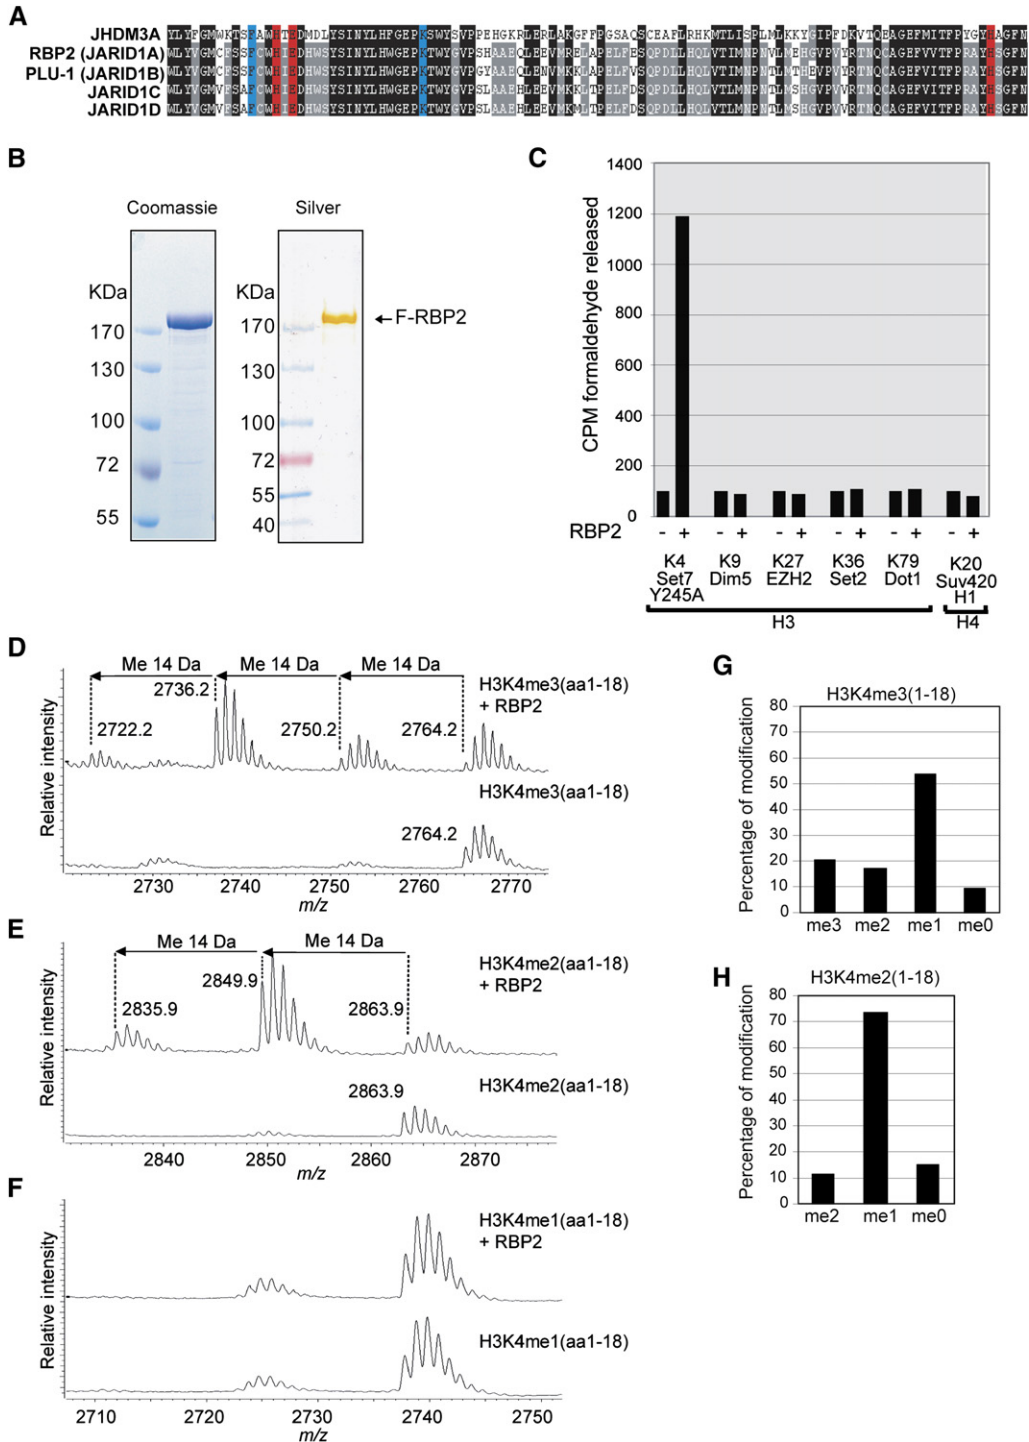 A
JHDM3A
RBP2 (JARID1A)
PLU-1 (JARID1B)
JARID1C
JARID1D
B
Coomassie
Silver
KDa
170
130
100
72
55
KDa
170
130
100
72
55
40
F-RBP2
C
CPM formaldehyde released
1400
1200
1000
800
600
400
200
0
RBP2 - + - + - + - + - + - +
K4 K9 K27 K36 K79 K20
Set7 Dim5 EZH2 Set2 Dot1 Suv420
Y245A H1
H3 H4
D
Me 14 Da Me 14 Da Me 14 Da
2736.2
2722.2
2750.2
2764.2
H3K4me3(aa1-18)
+ RBP2
H3K4me3(aa1-18)
2764.2
Relative intensity
2730 2740 2750 2760 2770
m/z
E
Me 14 Da Me 14 Da
2849.9
2835.9
2863.9
H3K4me2(aa1-18)
+ RBP2
2863.9
H3K4me2(aa1-18)
Relative intensity
2840 2850 2860 2870
m/z
F
H3K4me1(aa1-18)
+ RBP2
H3K4me1(aa1-18)
Relative intensity
2710 2720 2730 2740 2750
m/z
G
H3K4me3(1-18)
Percentage of modification
80
70
60
50
40
30
20
10
0
me3 me2 me1 me0
H
H3K4me2(1-18)
Percentage of modification
80
70
60
50
40
30
20
10
0
me2 me1 me0